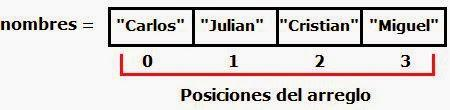 nombres = "Carlos" "Julian" "Cristian" "Miguel"
0 1 2 3
Posiciones del arreglo